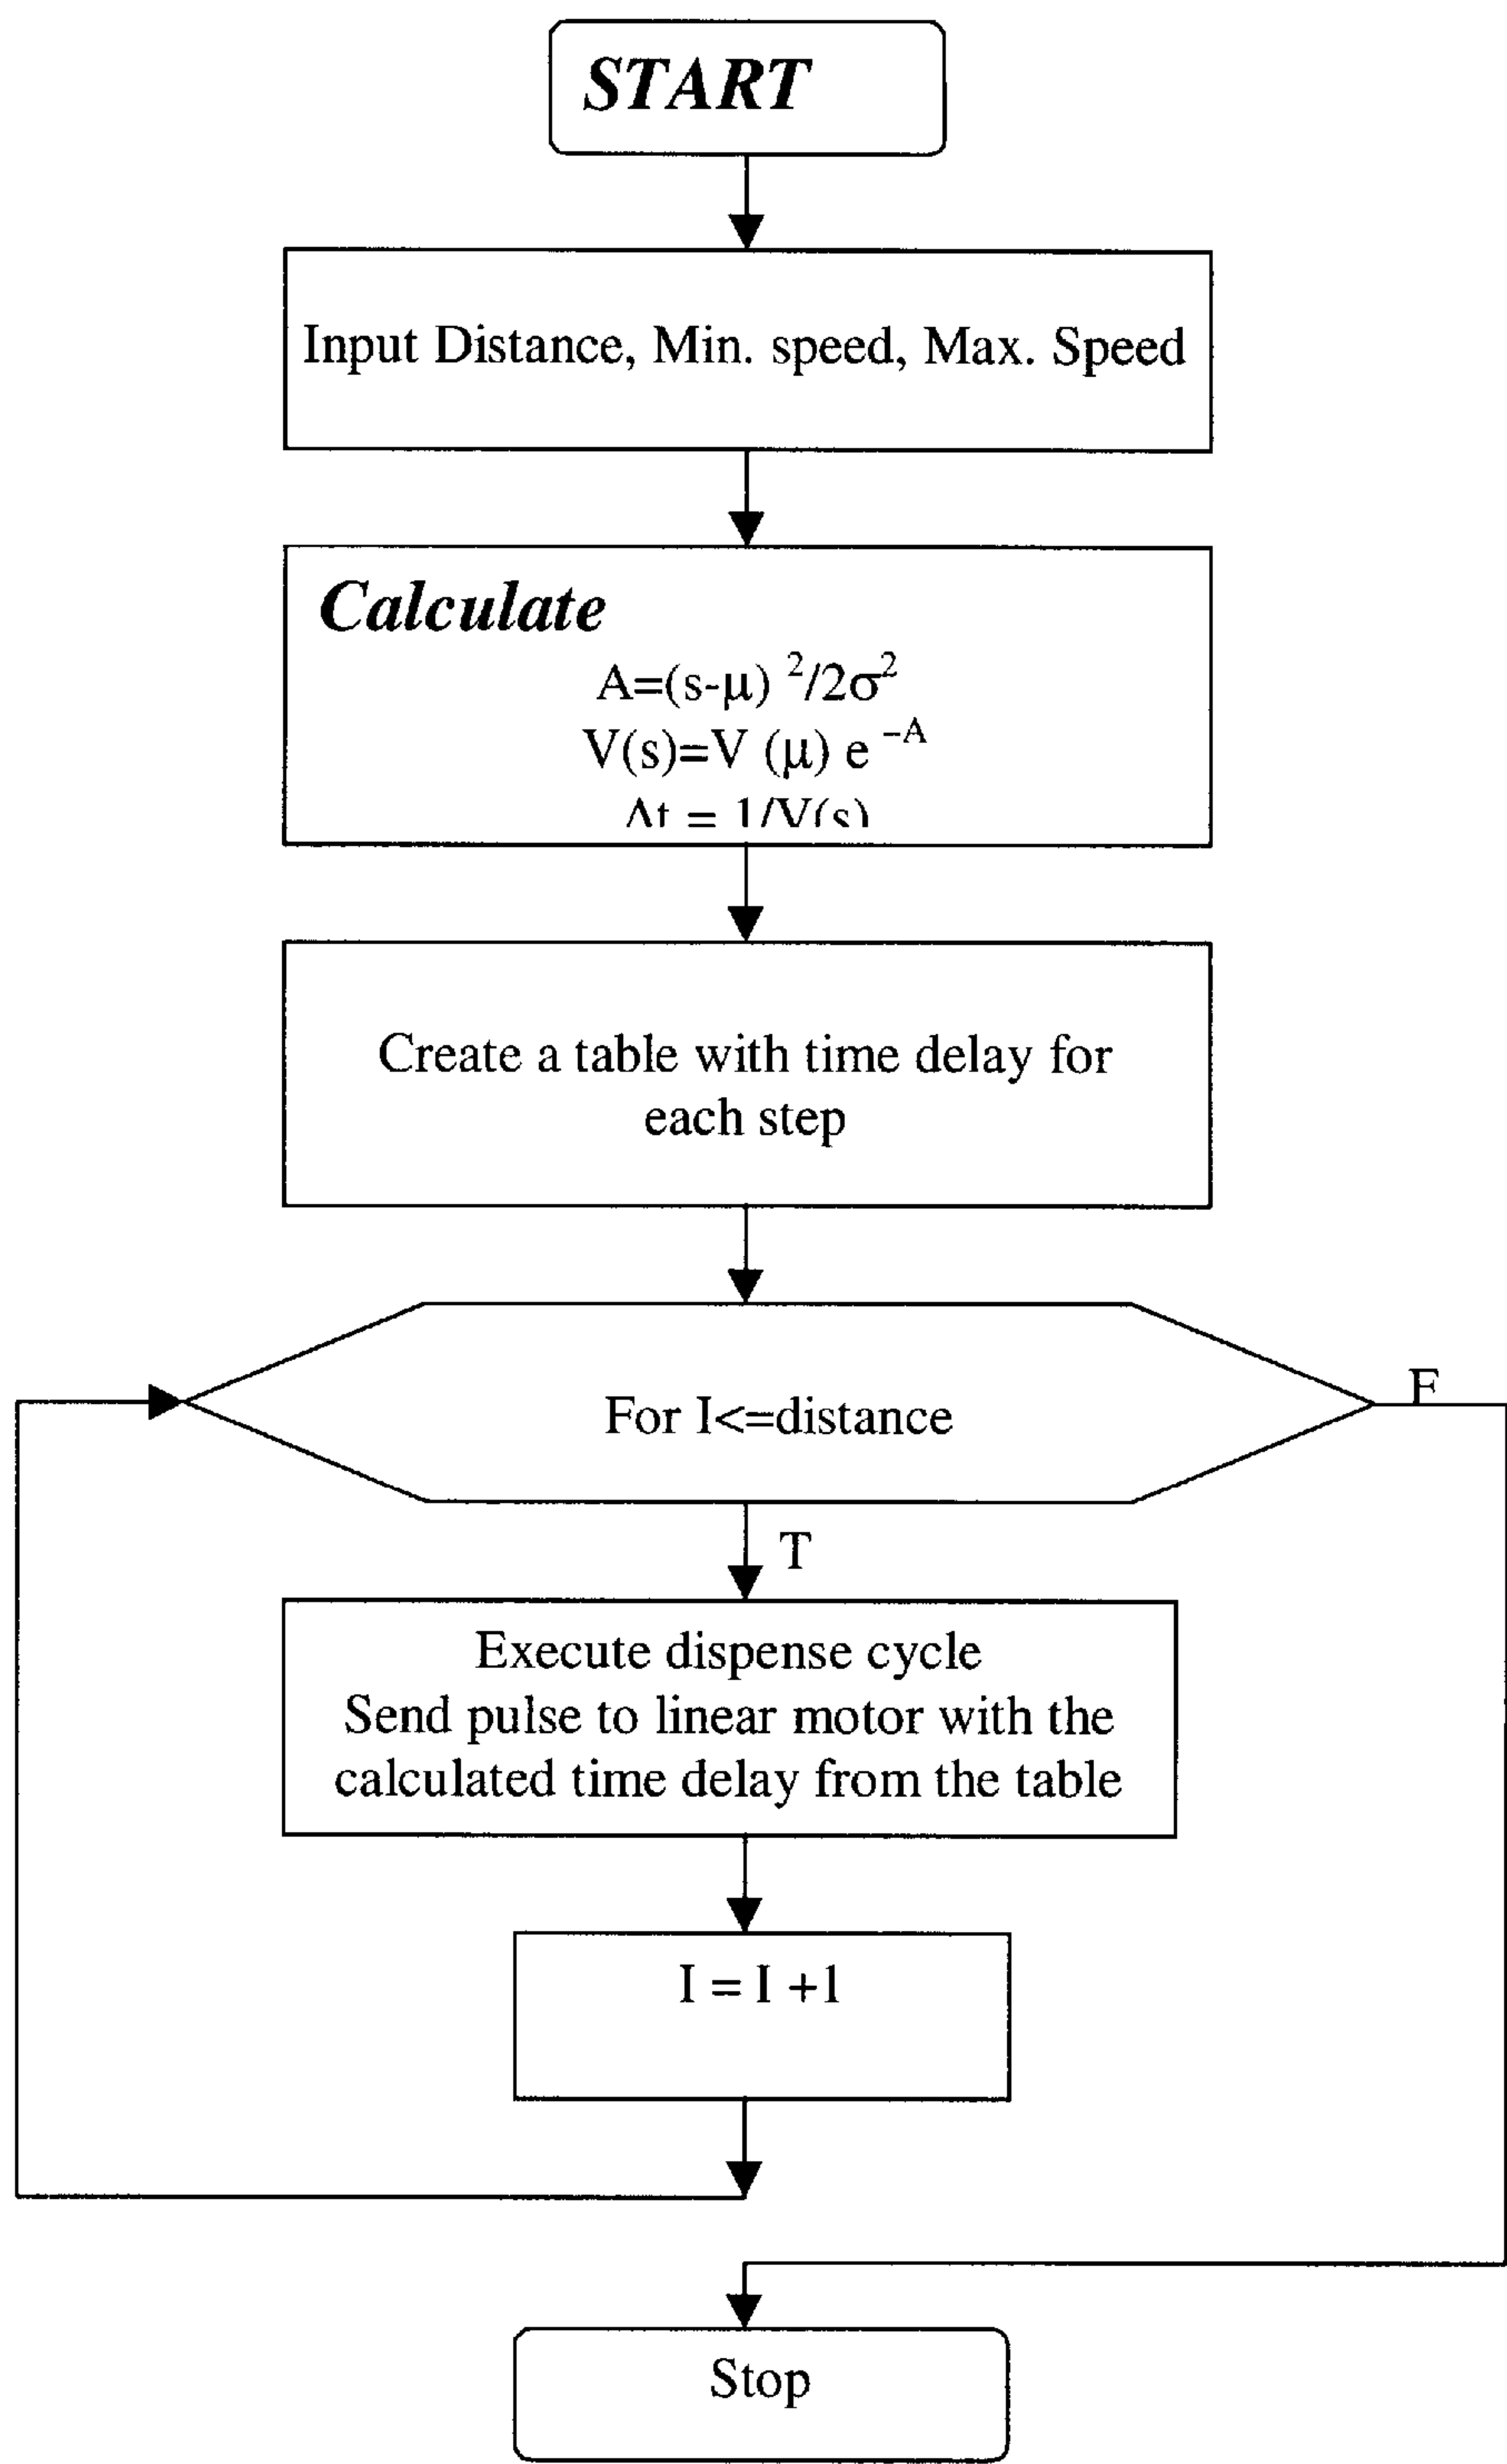 START
Input Distance, Min. speed, Max. Speed
Calculate
A=(s-μ) ²/2σ²
V(s)=V (μ) e ⁻ᴬ
Δt = 1/V(s)
Create a table with time delay for
each step
For I<=distance
F
T
Execute dispense cycle
Send pulse to linear motor with the
calculated time delay from the table
I = I +1
Stop